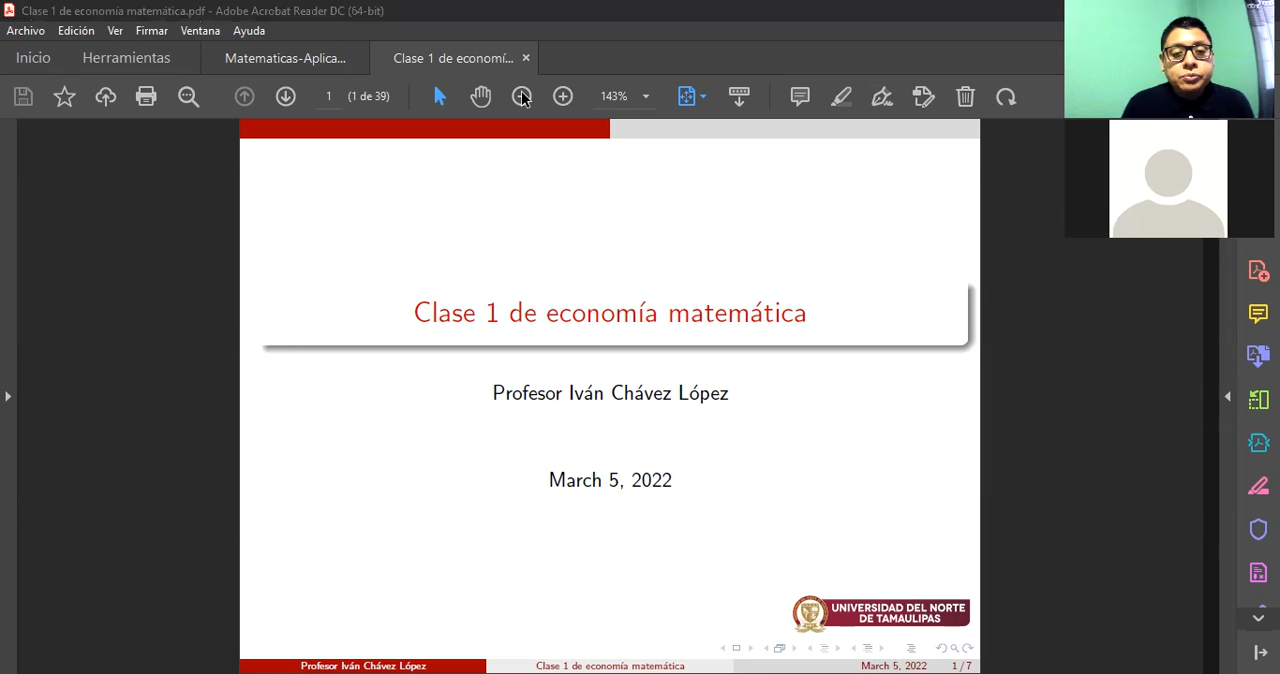 Clase 1 de economía matemática.pdf - Adobe Acrobat Reader DC (64-bit)
Archivo Edición Ver Firmar Ventana Ayuda
Inicio Herramientas Matematicas-Aplica... Clase 1 de economí... ×
1 (1 de 39) 143%
Clase 1 de economía matemática
Profesor Iván Chávez López
March 5, 2022
UNIVERSIDAD DEL NORTE
DE TAMAULIPAS
Profesor Iván Chávez López Clase 1 de economía matemática March 5, 2022 1 / 7